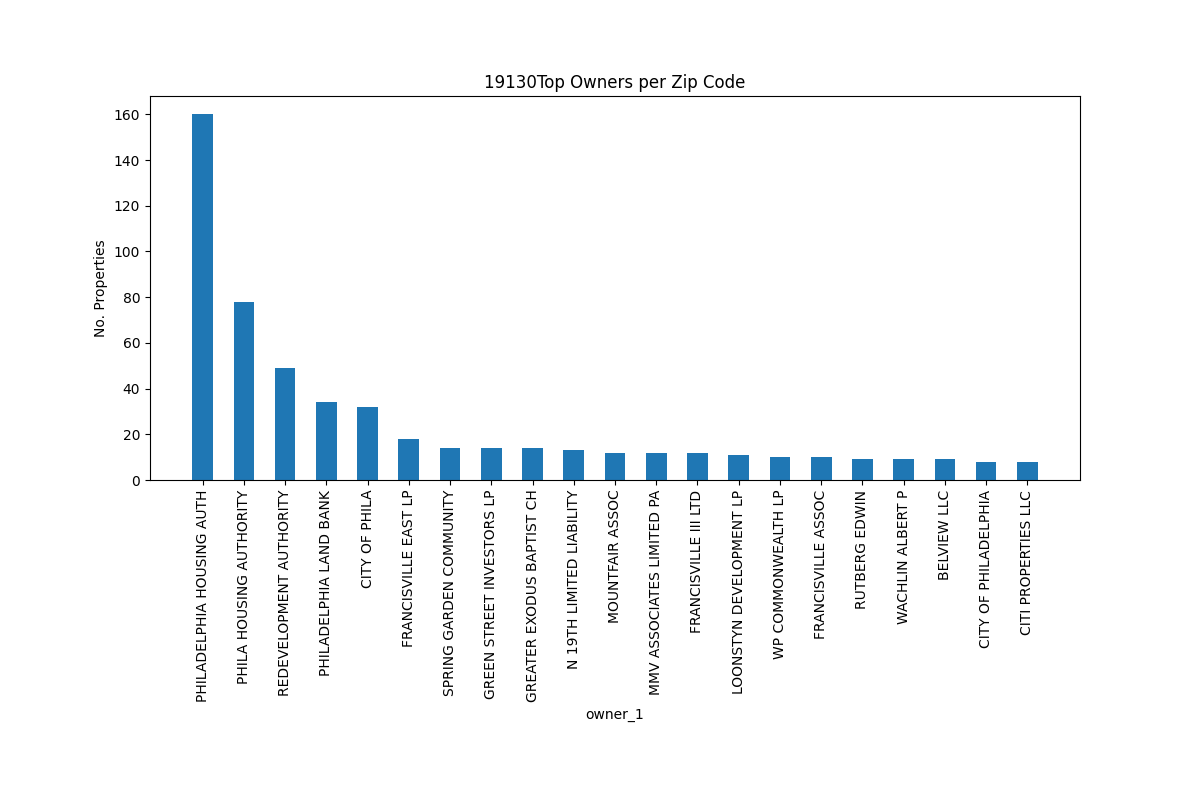 19130Top Owners per Zip Code
No. Properties
160
140
120
100
80
60
40
20
0
PHILADELPHIA HOUSING AUTH
PHILA HOUSING AUTHORITY
REDEVELOPMENT AUTHORITY
PHILADELPHIA LAND BANK
CITY OF PHILA
FRANCISVILLE EAST LP
SPRING GARDEN COMMUNITY
GREEN STREET INVESTORS LP
GREATER EXODUS BAPTIST CH
N 19TH LIMITED LIABILITY
MOUNTFAIR ASSOC
MMV ASSOCIATES LIMITED PA
FRANCISVILLE III LTD
LOONSTYN DEVELOPMENT LP
WP COMMONWEALTH LP
FRANCISVILLE ASSOC
RUTBERG EDWIN
WACHLIN ALBERT P
BELVIEW LLC
CITY OF PHILADELPHIA
CITI PROPERTIES LLC
owner_1